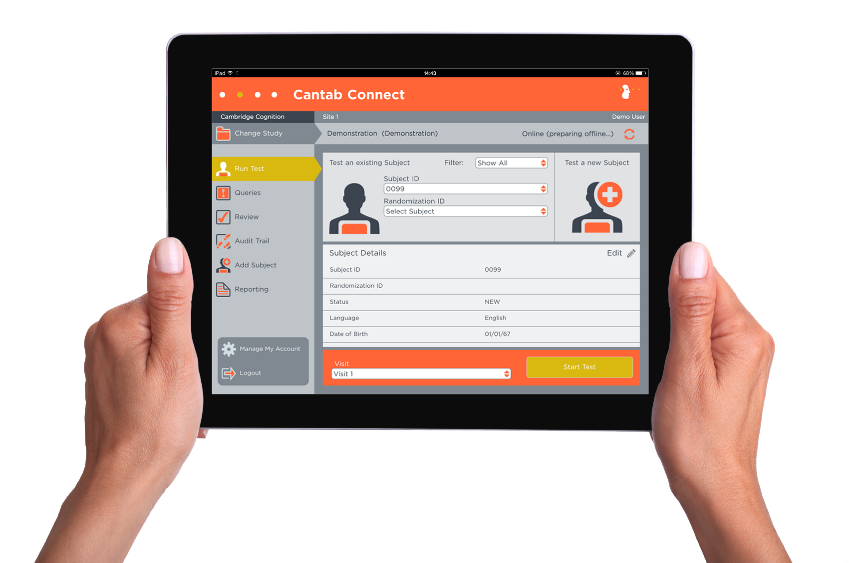 iPad
14:43
68%
Cantab Connect
Cambridge Cognition
Site 1
Demo User
Change Study
Demonstration (Demonstration)
Online (preparing offline...)
Run Test
Queries
Review
Audit Trail
Add Subject
Reporting
Manage My Account
Logout
Test an existing Subject
Filter:
Show All
Subject ID
0099
Randomization ID
Select Subject
Test a new Subject
Subject Details
Edit
Subject ID 0099
Randomization ID
Status NEW
Language English
Date of Birth 01/01/67
Visit
Visit 1
Start Test